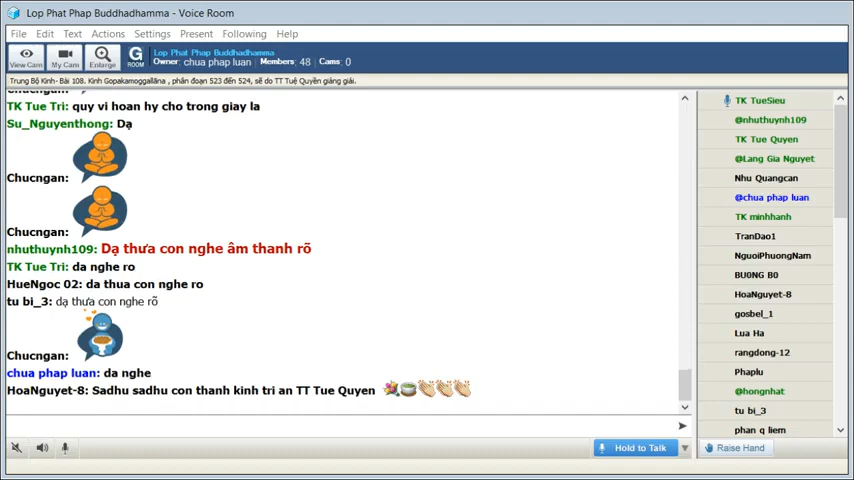 Lop Phat Phap Buddhadhamma - Voice Room
File Edit Text Actions Settings Present Following Help
View Cam
My Cam
Enlarge
G ROOM
Lop Phat Phap Buddhadhamma
Owner: chua phap luan; Members: 48; Cams: 0
Trung Bộ Kinh- Bài 108. Kinh Gopakamoggallāna, phân đoạn 523 đến 524, sẽ do TT Tuệ Quyền giảng giải.
TK Tue Tri: quy vi hoan hy cho trong giay la
Su_Nguyenthong: Dạ
Chucngan:
Chucngan:
nhuthuynh109: Dạ thưa con nghe âm thanh rõ
TK Tue Tri: da nghe ro
HueNgoc 02: da thua con nghe ro
tu bi_3: dạ thưa con nghe rõ
Chucngan:
chua phap luan: da nghe
HoaNguyet-8: Sadhu sadhu con thanh kinh tri an TT Tue Quyen
TK TueSieu
@nhuthuynh109
TK Tue Quyen
@Lang Gia Nguyet
Nhu Quangcan
@chua phap luan
TK minhhanh
TranDao1
NguoiPhuongNam
BU0NG B0
HoaNguyet-8
gosbel_1
Lua Ha
rangdong-12
Phaplu
@hongnhat
tu bi_3
phan q liem
Hold to Talk
Raise Hand